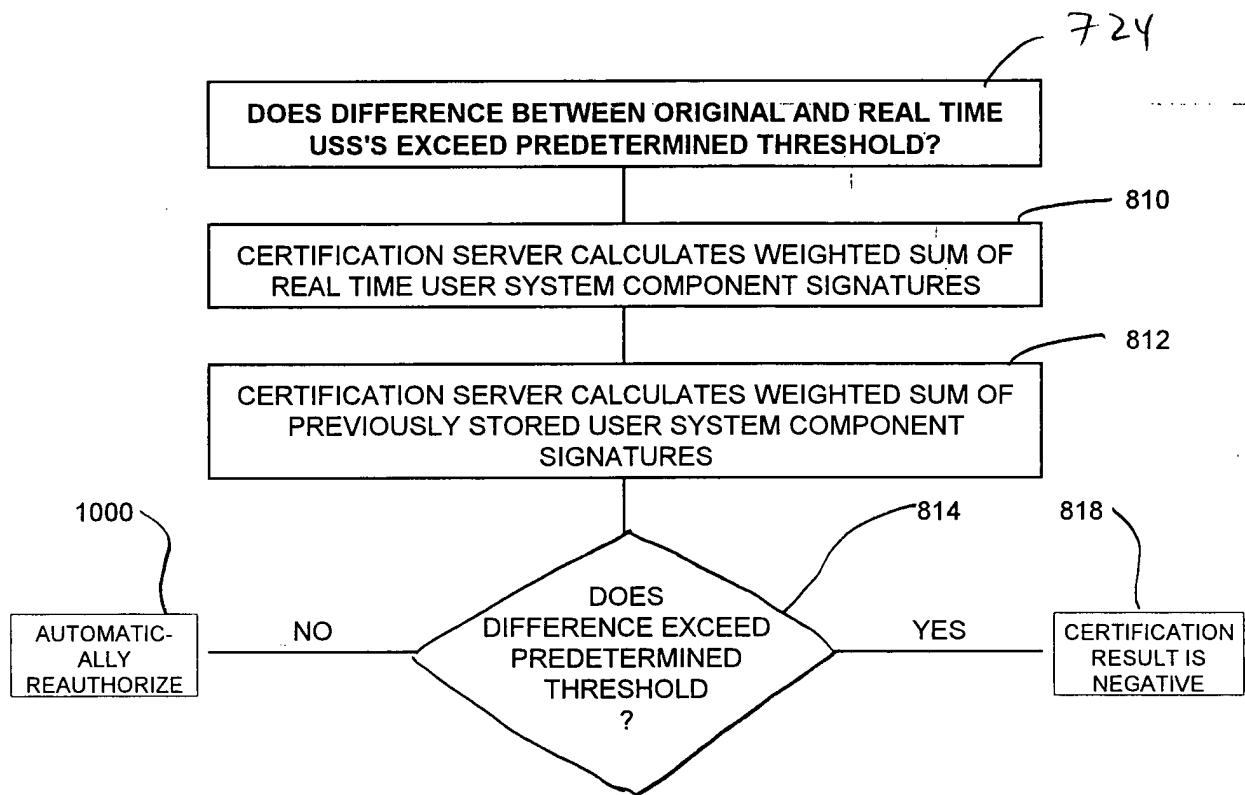 724
DOES DIFFERENCE BETWEEN ORIGINAL AND REAL TIME
USS'S EXCEED PREDETERMINED THRESHOLD?
810
CERTIFICATION SERVER CALCULATES WEIGHTED SUM OF
REAL TIME USER SYSTEM COMPONENT SIGNATURES
812
CERTIFICATION SERVER CALCULATES WEIGHTED SUM OF
PREVIOUSLY STORED USER SYSTEM COMPONENT
SIGNATURES
1000
814
818
AUTOMATIC-
ALLY
REAUTHORIZE
NO
DOES
DIFFERENCE EXCEED
PREDETERMINED
THRESHOLD
?
YES
CERTIFICATION
RESULT IS
NEGATIVE